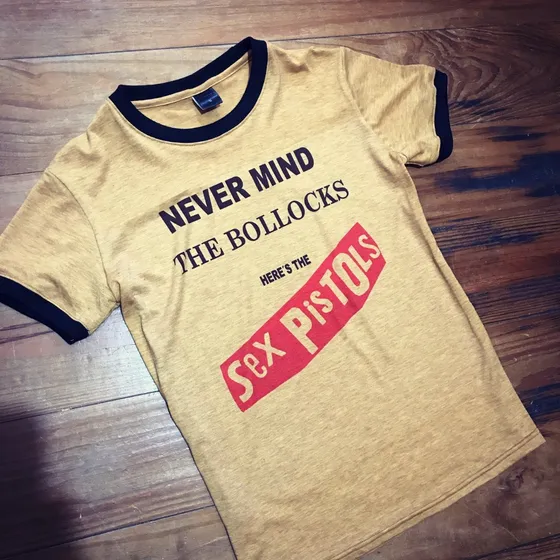 NEVER MIND
THE BOLLOCKS
HERE'S THE
SeX PiSTOLS